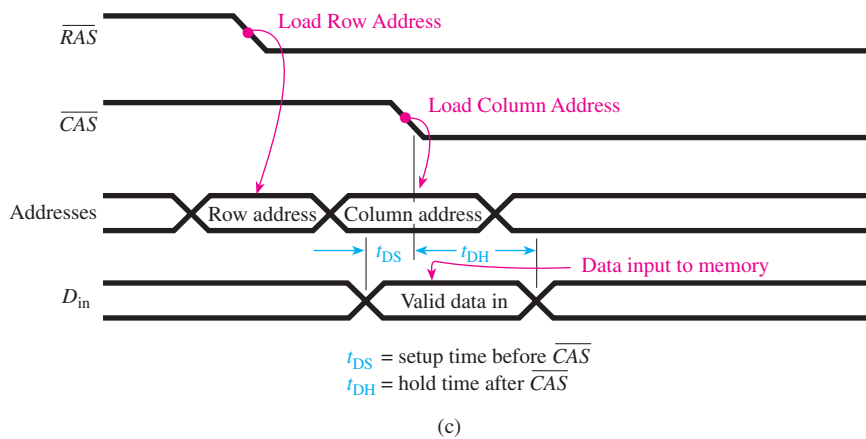 Load Row Address
RAS
Load Column Address
CAS
Addresses
Row address
Column address
tDS
tDH
Data input to memory
Din
Valid data in
tDS = setup time before CAS
tDH = hold time after CAS
(c)